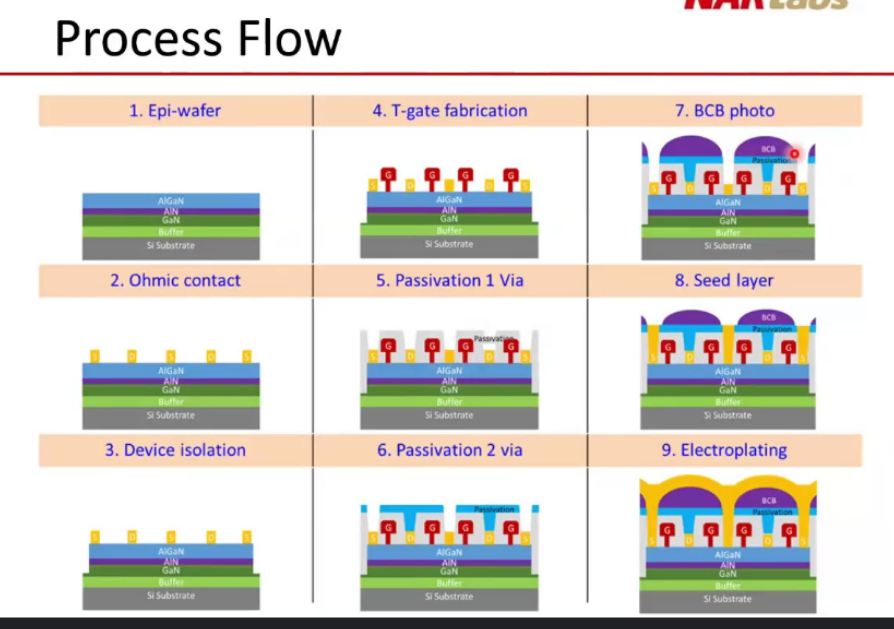 NARLabs
Process Flow
1. Epi-wafer
AlGaN
AlN
GaN
Buffer
Si Substrate
4. T-gate fabrication
G G G G
S D D S
AlGaN
AlN
GaN
Buffer
Si Substrate
7. BCB photo
BCB
Passivation
G G G G
S D D S
AlGaN
AlN
GaN
Buffer
Si Substrate
2. Ohmic contact
S D S D S
AlGaN
AlN
GaN
Buffer
Si Substrate
5. Passivation 1 Via
Passivation
G G G G
S D D S
AlGaN
AlN
GaN
Buffer
Si Substrate
8. Seed layer
BCB
Passivation
G G G G
S D D S
AlGaN
AlN
GaN
Buffer
Si Substrate
3. Device isolation
S D S D S
AlGaN
AlN
GaN
Buffer
Si Substrate
6. Passivation 2 via
Passivation
G G G G
S D D S
AlGaN
AlN
GaN
Buffer
Si Substrate
9. Electroplating
BCB
Passivation
G G G G
S D D S
AlGaN
AlN
GaN
Buffer
Si Substrate